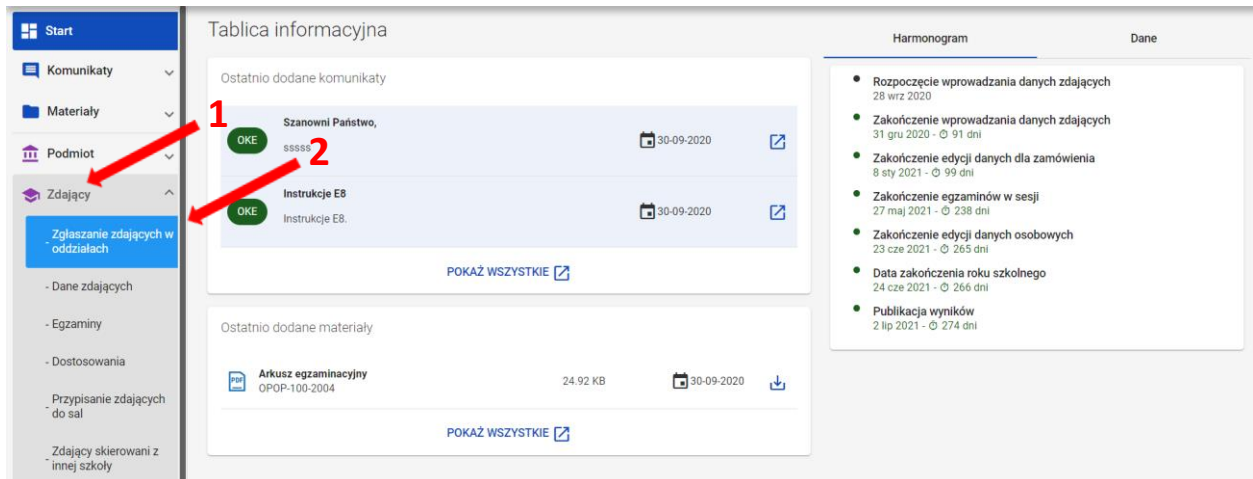 Start
Komunikaty
Materiały
Podmiot
Zdający
- Zgłaszanie zdających w
oddziałach
- Dane zdających
- Egzaminy
- Dostosowania
- Przypisanie zdających
do sal
- Zdający skierowani z
innej szkoły
1
2
Tablica informacyjna
Ostatnio dodane komunikaty
OKE
Szanowni Państwo,
sssss
30-09-2020
OKE
Instrukcje E8
Instrukcje E8.
30-09-2020
POKAŻ WSZYSTKIE
Ostatnio dodane materiały
PDF
Arkusz egzaminacyjny
OPOP-100-2004
24.92 KB
30-09-2020
POKAŻ WSZYSTKIE
Harmonogram
Dane
Rozpoczęcie wprowadzania danych zdających
28 wrz 2020
Zakończenie wprowadzania danych zdających
31 gru 2020 - 91 dni
Zakończenie edycji danych dla zamówienia
8 sty 2021 - 99 dni
Zakończenie egzaminów w sesji
27 maj 2021 - 238 dni
Zakończenie edycji danych osobowych
23 cze 2021 - 265 dni
Data zakończenia roku szkolnego
24 cze 2021 - 266 dni
Publikacja wyników
2 lip 2021 - 274 dni